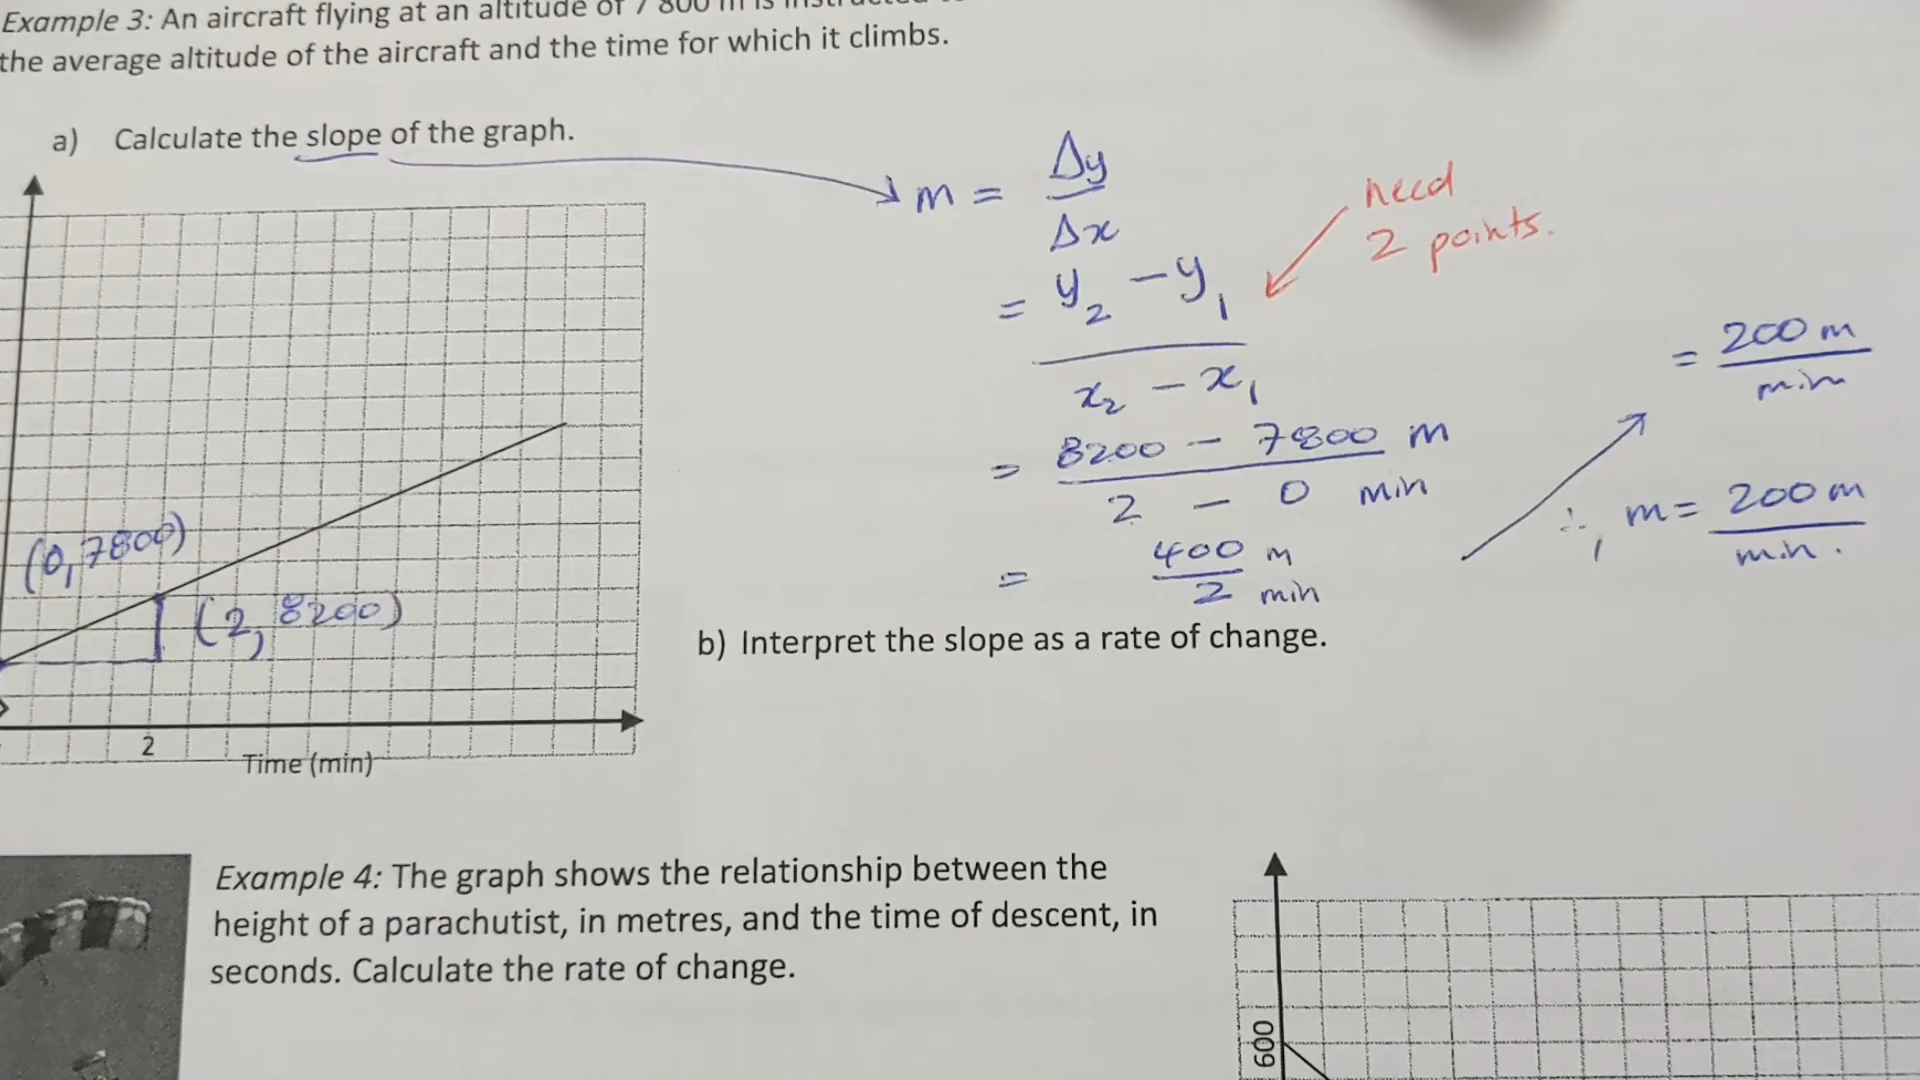 Example 3: An aircraft flying at an altitude of 7 800 m is instructed
the average altitude of the aircraft and the time for which it climbs.
a) Calculate the slope of the graph.
m = Δy
Δx
need
2 points.
= y₂ - y₁
x₂ - x₁
= 8200 - 7800 m
2 - 0 min
= 400 m
2 min
= 200 m
min
∴, m = 200 m
min.
(0, 7800)
(2, 8200)
2
Time (min)
b) Interpret the slope as a rate of change.
Example 4: The graph shows the relationship between the
height of a parachutist, in metres, and the time of descent, in
seconds. Calculate the rate of change.
600